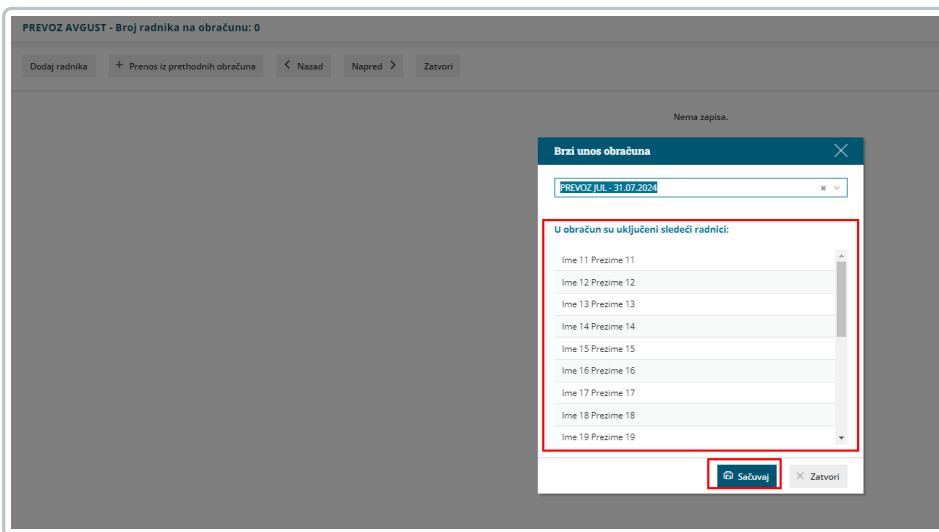 PREVOZ AVGUST - Broj radnika na obračunu: 0
Dodaj radnika + Prenos iz prethodnih obračuna < Nazad Napred > Zatvori
Nema zapisa.
Brzi unos obračuna
PREVOZ JUL - 31.07.2024
U obračun su uključeni sledeći radnici:
Ime 11 Prezime 11
Ime 12 Prezime 12
Ime 13 Prezime 13
Ime 14 Prezime 14
Ime 15 Prezime 15
Ime 16 Prezime 16
Ime 17 Prezime 17
Ime 18 Prezime 18
Ime 19 Prezime 19
Sačuvaj Zatvori